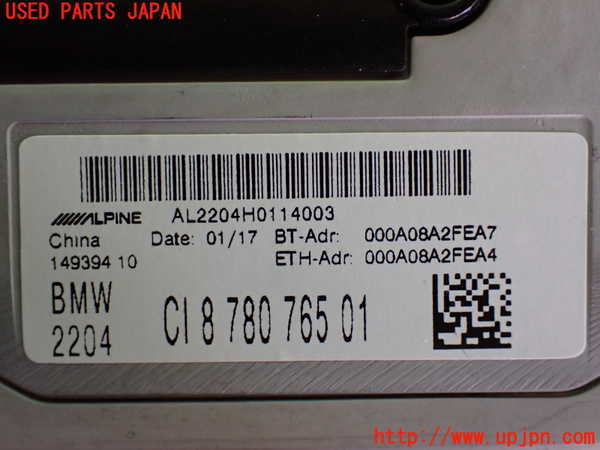 USED PARTS JAPAN
ALPINE AL2204H0114003
China Date: 01/17 BT-Adr: 000A08A2FEA7
149394 10 ETH-Adr: 000A08A2FEA4
BMW
2204 CI 8 780 765 01
http://www.upjpn.com/